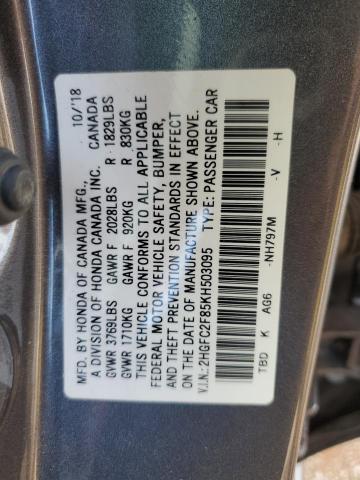 MFD. BY HONDA OF CANADA MFG., 10/'18
A DIVISION OF HONDA CANADA INC. CANADA
GVWR 3769LBS GAWR F 2028LBS R 1829LBS
GVWR 1710KG GAWR F 920KG R 830KG
THIS VEHICLE CONFORMS TO ALL APPLICABLE
FEDERAL MOTOR VEHICLE SAFETY, BUMPER,
AND THEFT PREVENTION STANDARDS IN EFFECT
ON THE DATE OF MANUFACTURE SHOWN ABOVE.
V.I.N.: 2HGFC2F85KH503095 TYPE: PASSENGER CAR
TBD K AG6 -NH797M -V -H